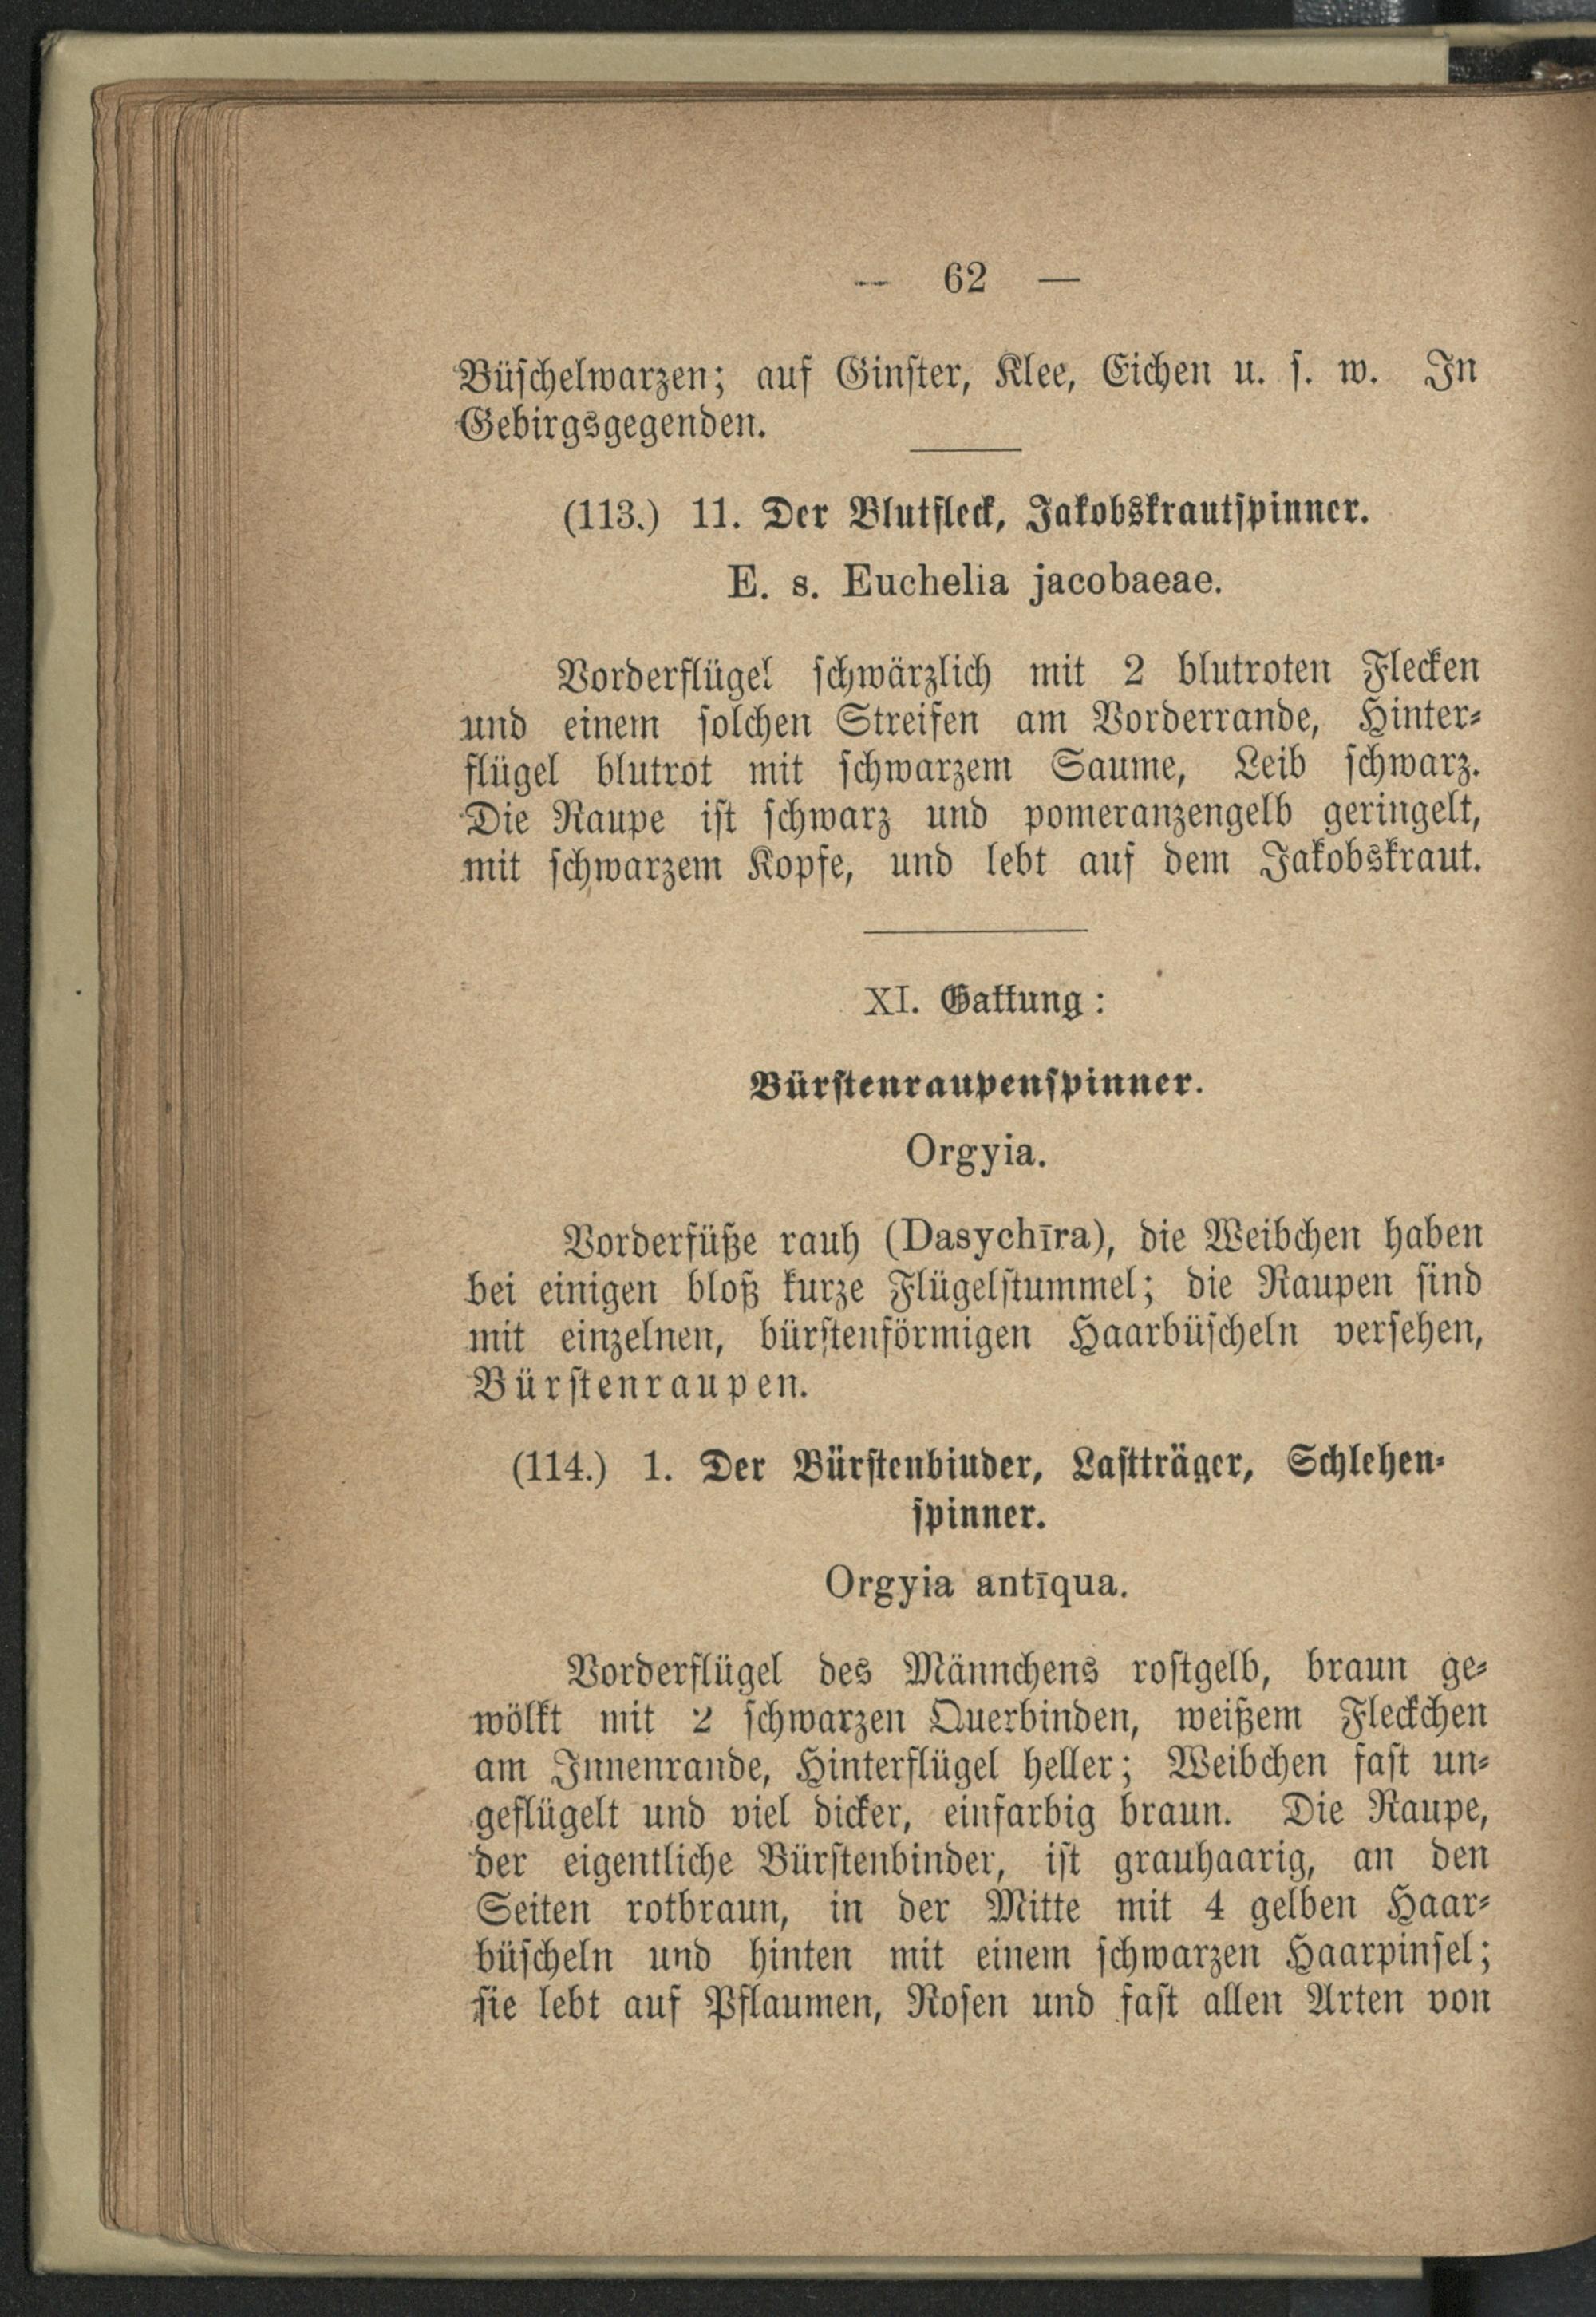 — 62 —
Büschelwarzen; auf Ginster, Klee, Eichen u. s. w. In
Gebirgsgegenden.
(113.) 11. Der Blutfleck, Jakobskrautspinner.
E. s. Euchelia jacobaeae.
Vorderflügel schwärzlich mit 2 blutroten Flecken
und einem solchen Streifen am Vorderrande, Hinter-
flügel blutrot mit schwarzem Saume, Leib schwarz.
Die Raupe ist schwarz und pomeranzengelb geringelt,
mit schwarzem Kopfe, und lebt auf dem Jakobskraut.
XI. Gattung:
Bürstenraupenspinner.
Orgyia.
Vorderfüße rauh (Dasychīra), die Weibchen haben
bei einigen bloß kurze Flügelstummel; die Raupen sind
mit einzelnen, bürstenförmigen Haarbüscheln versehen,
Bürstenraupen.
(114.) 1. Der Bürstenbinder, Lastträger, Schlehen-
spinner.
Orgyia antīqua.
Vorderflügel des Männchens rostgelb, braun ge-
wölkt mit 2 schwarzen Querbinden, weißem Fleckchen
am Innenrande, Hinterflügel heller; Weibchen fast un-
geflügelt und viel dicker, einfarbig braun. Die Raupe,
der eigentliche Bürstenbinder, ist grauhaarig, an den
Seiten rotbraun, in der Mitte mit 4 gelben Haar-
büscheln und hinten mit einem schwarzen Haarpinsel;
sie lebt auf Pflaumen, Rosen und fast allen Arten von